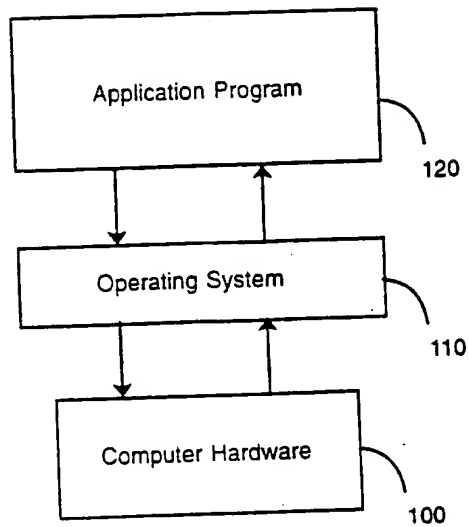 Application Program
120
Operating System
110
Computer Hardware
100